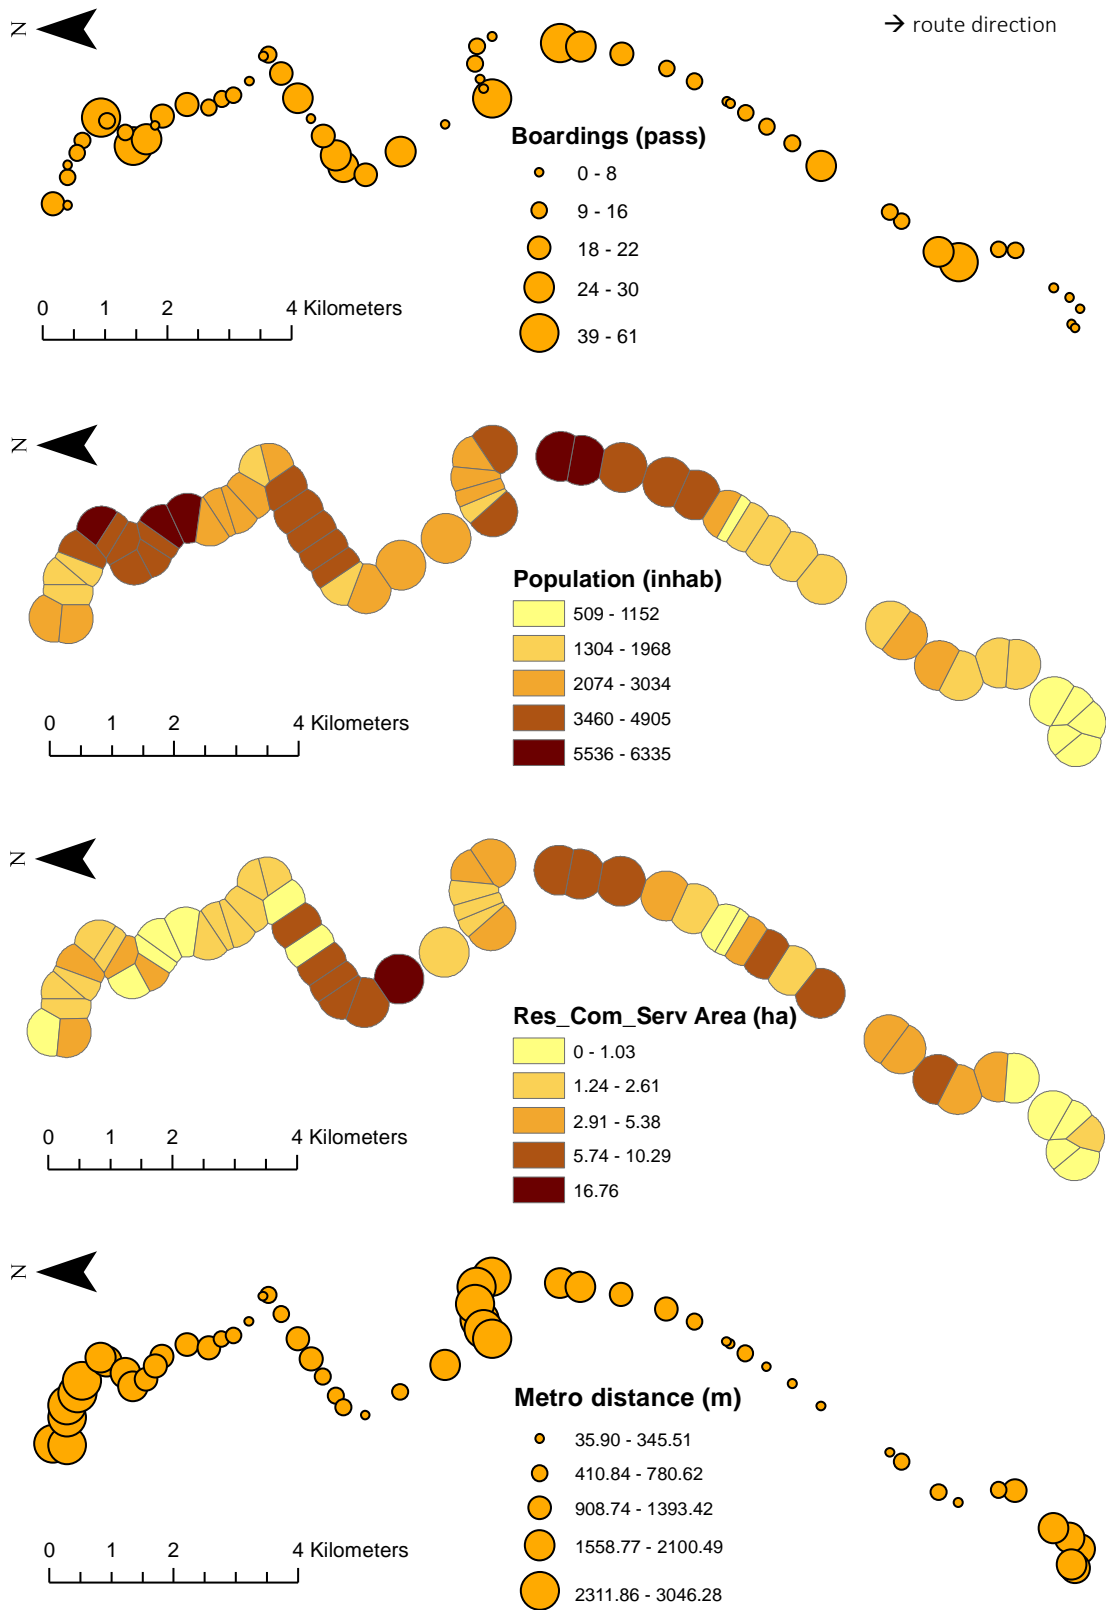 N
→ route direction
Boardings (pass)
0 - 8
9 - 16
18 - 22
24 - 30
39 - 61
0 1 2 4 Kilometers
N
Population (inhab)
509 - 1152
1304 - 1968
2074 - 3034
3460 - 4905
5536 - 6335
0 1 2 4 Kilometers
N
Res_Com_Serv Area (ha)
0 - 1.03
1.24 - 2.61
2.91 - 5.38
5.74 - 10.29
16.76
0 1 2 4 Kilometers
N
Metro distance (m)
35.90 - 345.51
410.84 - 780.62
908.74 - 1393.42
1558.77 - 2100.49
2311.86 - 3046.28
0 1 2 4 Kilometers